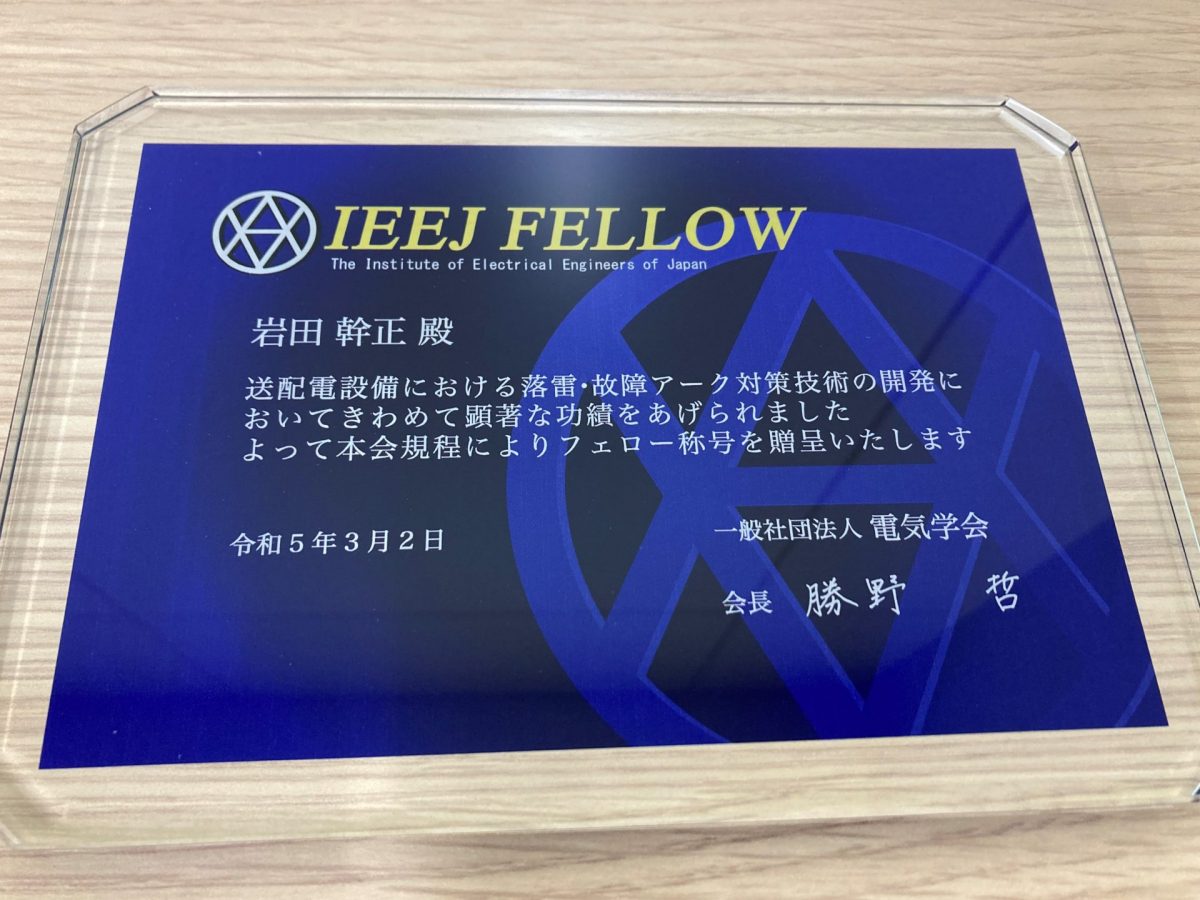 IEEJ FELLOW
The Institute of Electrical Engineers of Japan
岩田 幹正 殿
送配電設備における落雷・故障アーク対策技術の開発に
おいてきわめて顕著な功績をあげられました
よって本会規程によりフェロー称号を贈呈いたします
令和5年3月2日
一般社団法人 電気学会
会長 勝野 哲